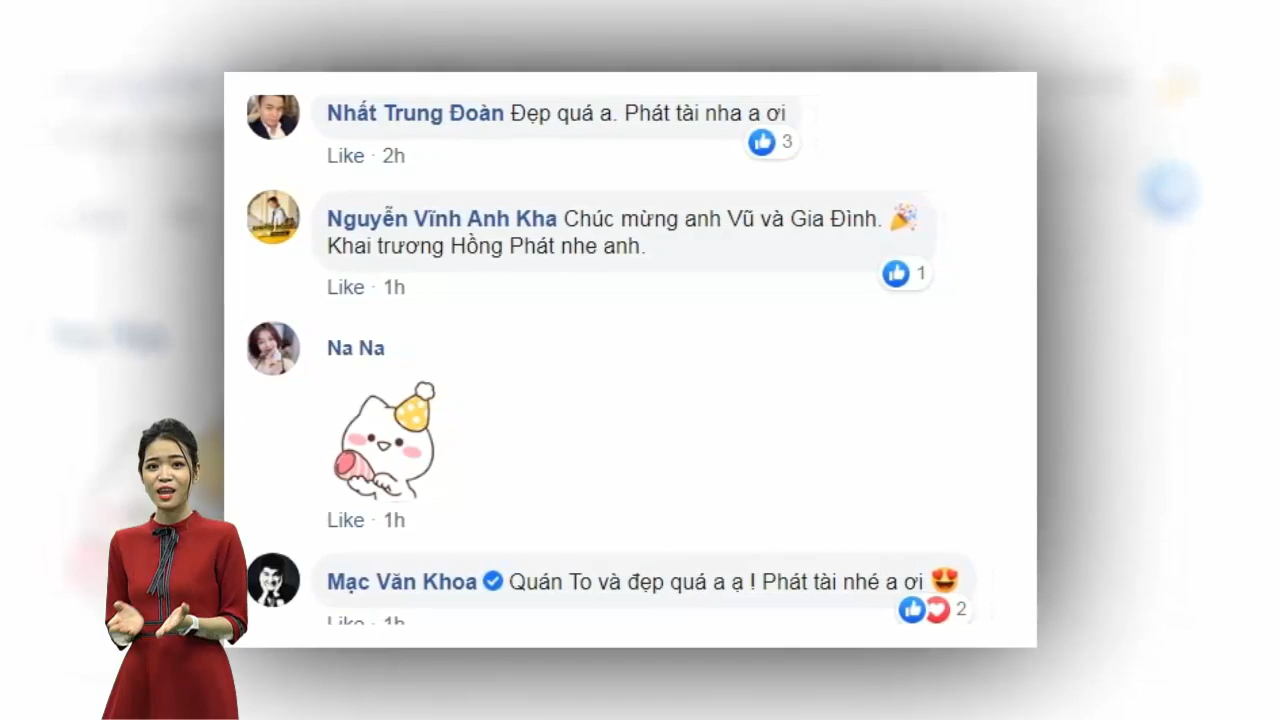 Nhất Trung Đoàn Đẹp quá a. Phát tài nha a ơi
3
Like · 2h
Nguyễn Vĩnh Anh Kha Chúc mừng anh Vũ và Gia Đình. 🎉
Khai trương Hồng Phát nhe anh.
1
Like · 1h
Na Na
Like · 1h
Mạc Văn Khoa Quán To và đẹp quá a ạ ! Phát tài nhé a ơi 😍
2
Like · 1h